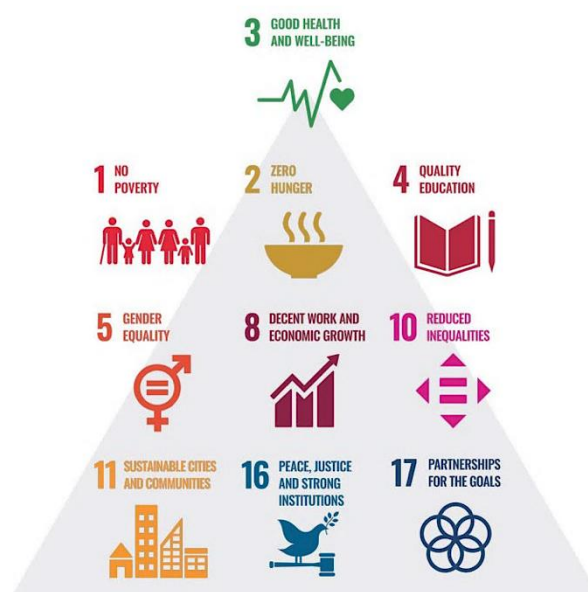 3 GOOD HEALTH
AND WELL-BEING
1 NO
POVERTY
2 ZERO
HUNGER
4 QUALITY
EDUCATION
5 GENDER
EQUALITY
8 DECENT WORK AND
ECONOMIC GROWTH
10 REDUCED
INEQUALITIES
11 SUSTAINABLE CITIES
AND COMMUNITIES
16 PEACE, JUSTICE
AND STRONG
INSTITUTIONS
17 PARTNERSHIPS
FOR THE GOALS